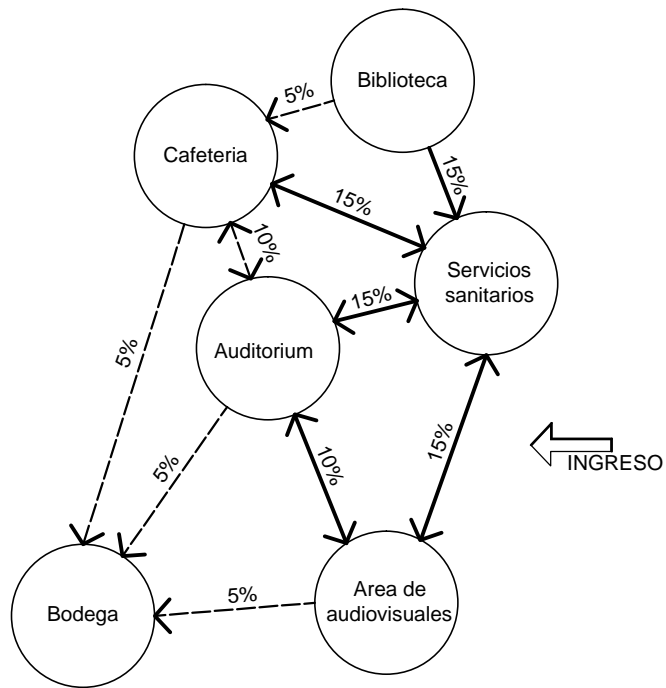 Biblioteca
5%
Cafeteria
15%
15%
10%
Servicios
sanitarios
15%
Auditorium
5%
15%
10%
5%
INGRESO
Area de
audiovisuales
5%
Bodega